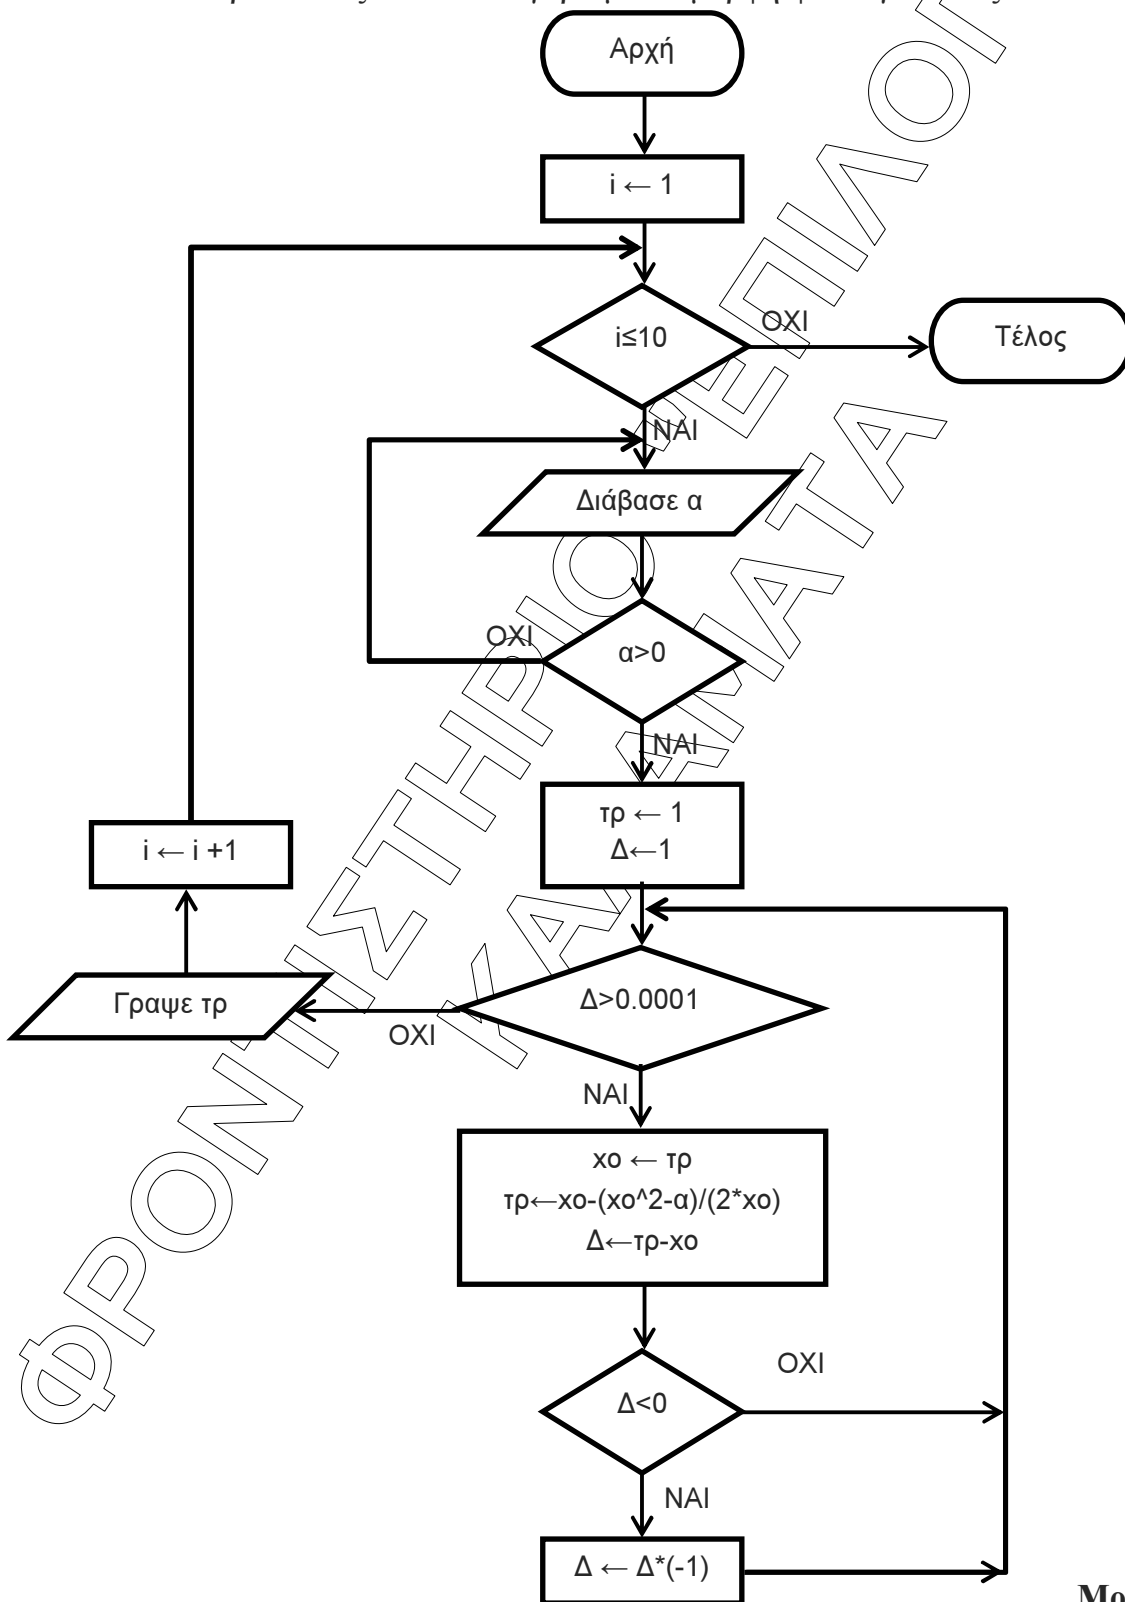 Αρχή
i ← 1
i≤10
ΟΧΙ
Τέλος
ΝΑΙ
Διάβασε α
ΟΧΙ
α>0
ΝΑΙ
τρ ← 1
Δ←1
i ← i +1
Δ>0.0001
Γραψε τρ
ΟΧΙ
ΝΑΙ
xo ← τρ
τρ←xo-(xo^2-α)/(2*xo)
Δ←τρ-xo
ΟΧΙ
Δ<0
ΝΑΙ
Δ ← Δ*(-1)
ΦΡΟΝΤΙΣΤΗΡΙΟ